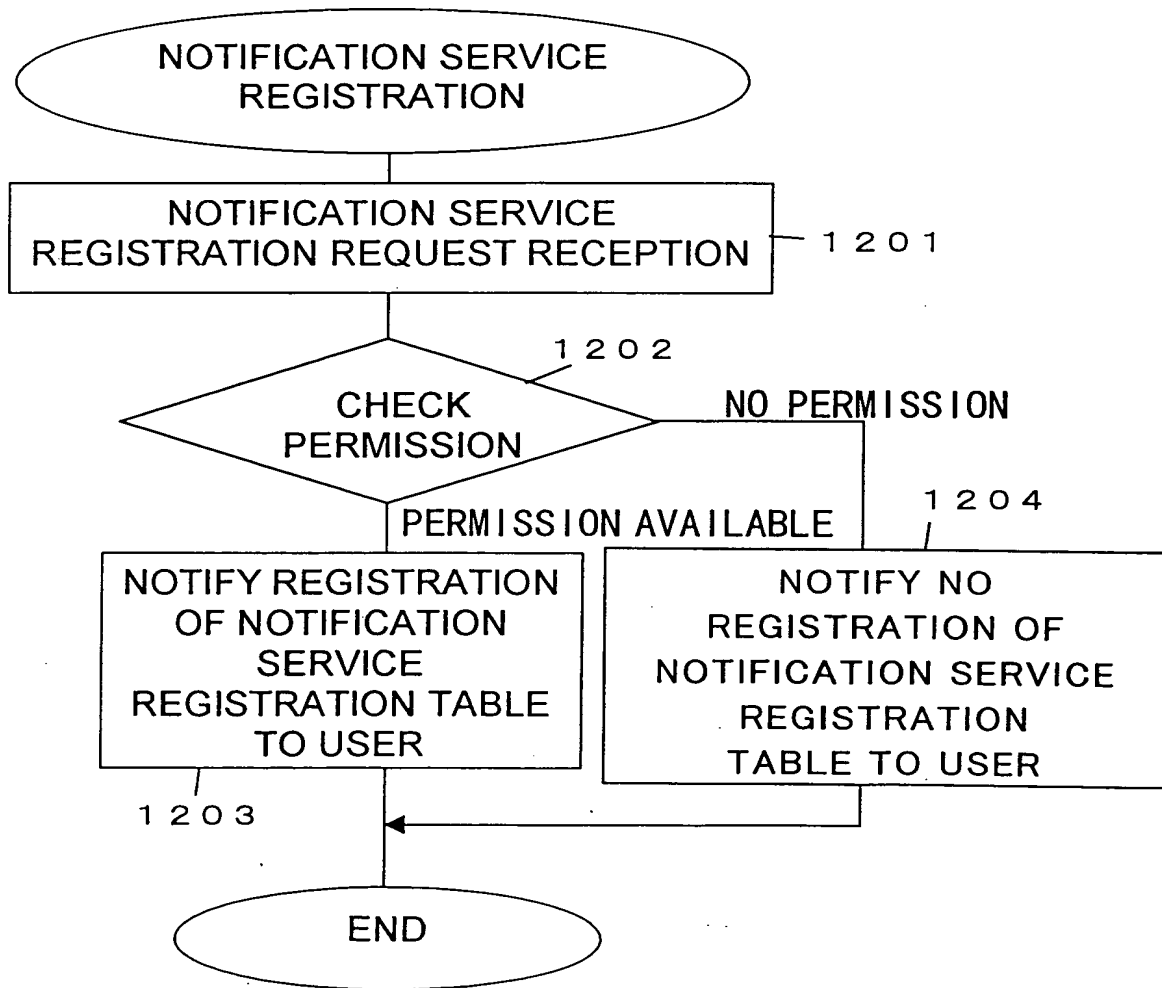 NOTIFICATION SERVICE
REGISTRATION
NOTIFICATION SERVICE
REGISTRATION REQUEST RECEPTION
1201
1202
CHECK
PERMISSION
NO PERMISSION
PERMISSION AVAILABLE
1204
NOTIFY REGISTRATION
OF NOTIFICATION
SERVICE
REGISTRATION TABLE
TO USER
1203
NOTIFY NO
REGISTRATION OF
NOTIFICATION SERVICE
REGISTRATION
TABLE TO USER
END